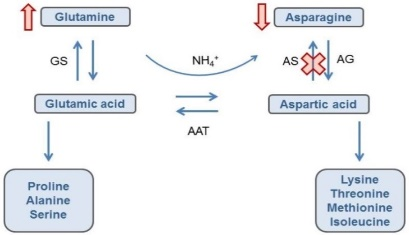 Glutamine
Asparagine
GS
NH₄⁺
AS
AG
Glutamic acid
Aspartic acid
AAT
Proline
Alanine
Serine
Lysine
Threonine
Methionine
Isoleucine